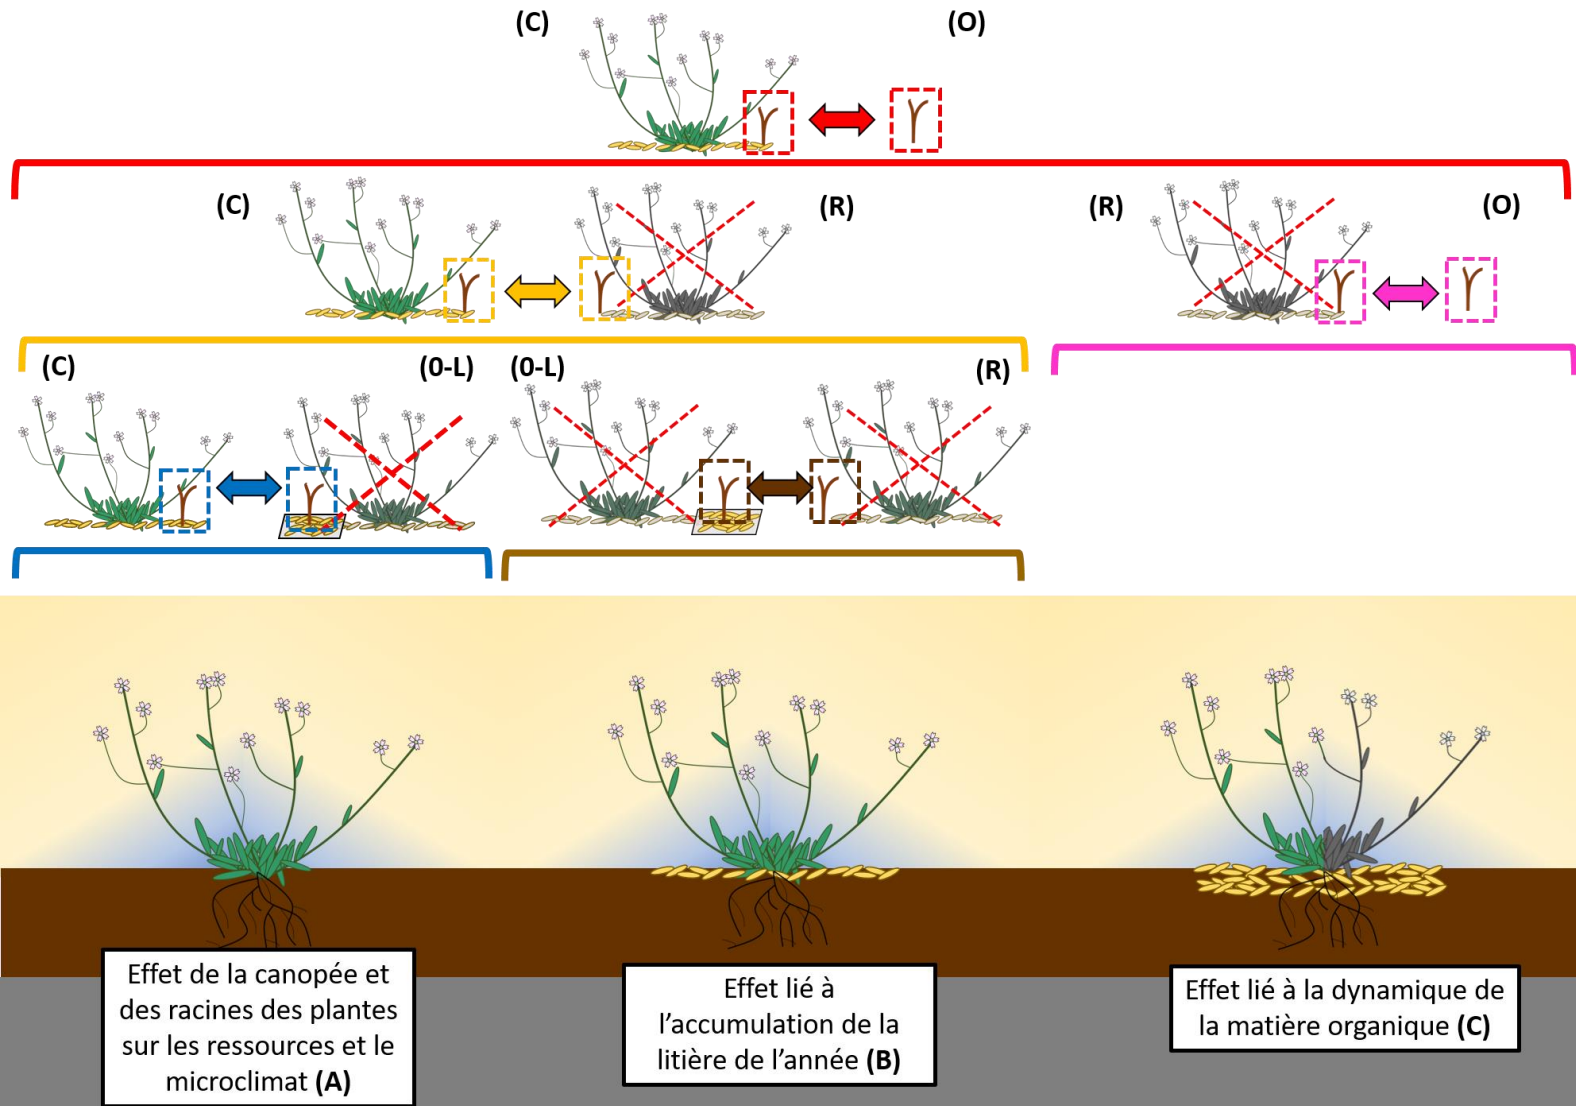 (C)
(O)
(C)
(R)
(R)
(O)
(C)
(0-L)
(0-L)
(R)
Effet de la canopée et
des racines des plantes
sur les ressources et le
microclimat (A)
Effet lié à
l’accumulation de la
litière de l’année (B)
Effet lié à la dynamique de
la matière organique (C)